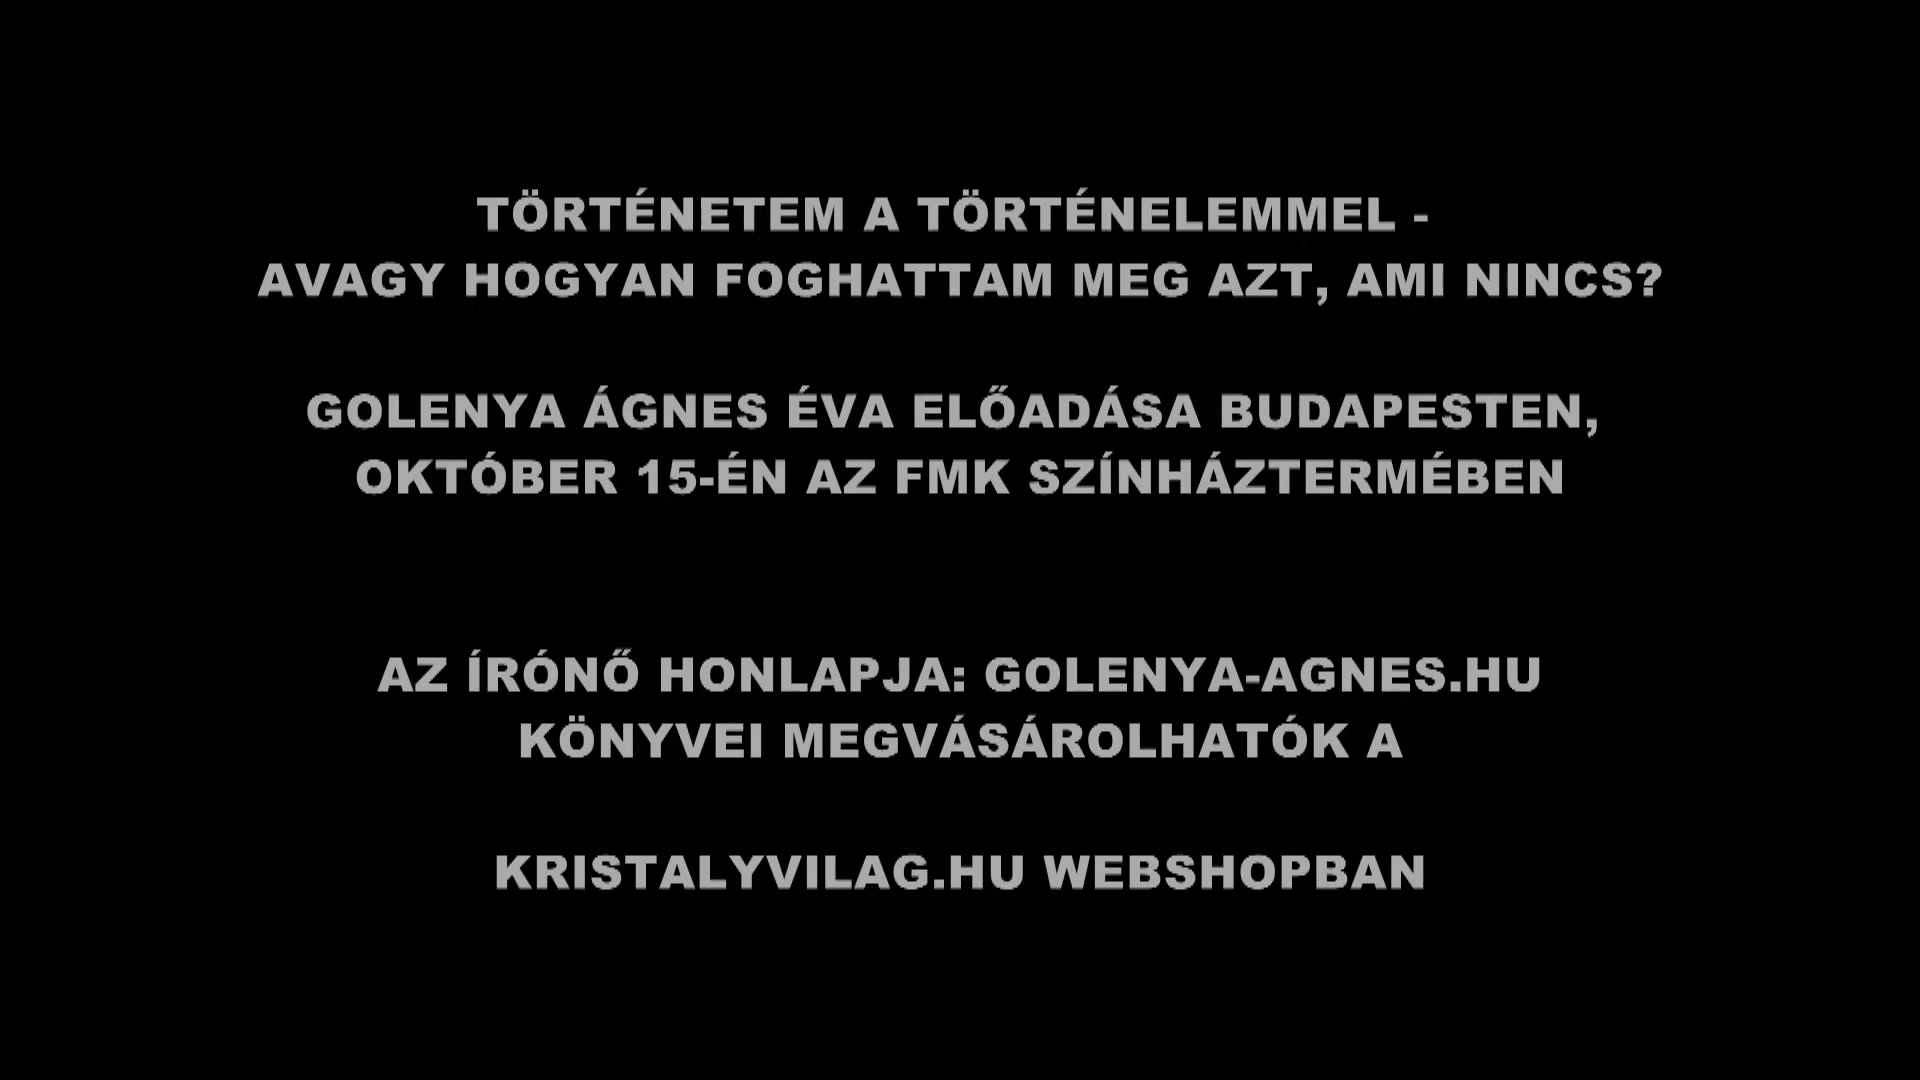 TÖRTÉNETEM A TÖRTÉNELEMMEL -
AVAGY HOGYAN FOGHATTAM MEG AZT, AMI NINCS?
GOLENYA ÁGNES ÉVA ELŐADÁSA BUDAPESTEN,
OKTÓBER 15-ÉN AZ FMK SZÍNHÁZTERMÉBEN
AZ ÍRÓNŐ HONLAPJA: GOLENYA-AGNES.HU
KÖNYVEI MEGVÁSÁROLHATÓK A
KRISTALYVILAG.HU WEBSHOPBAN